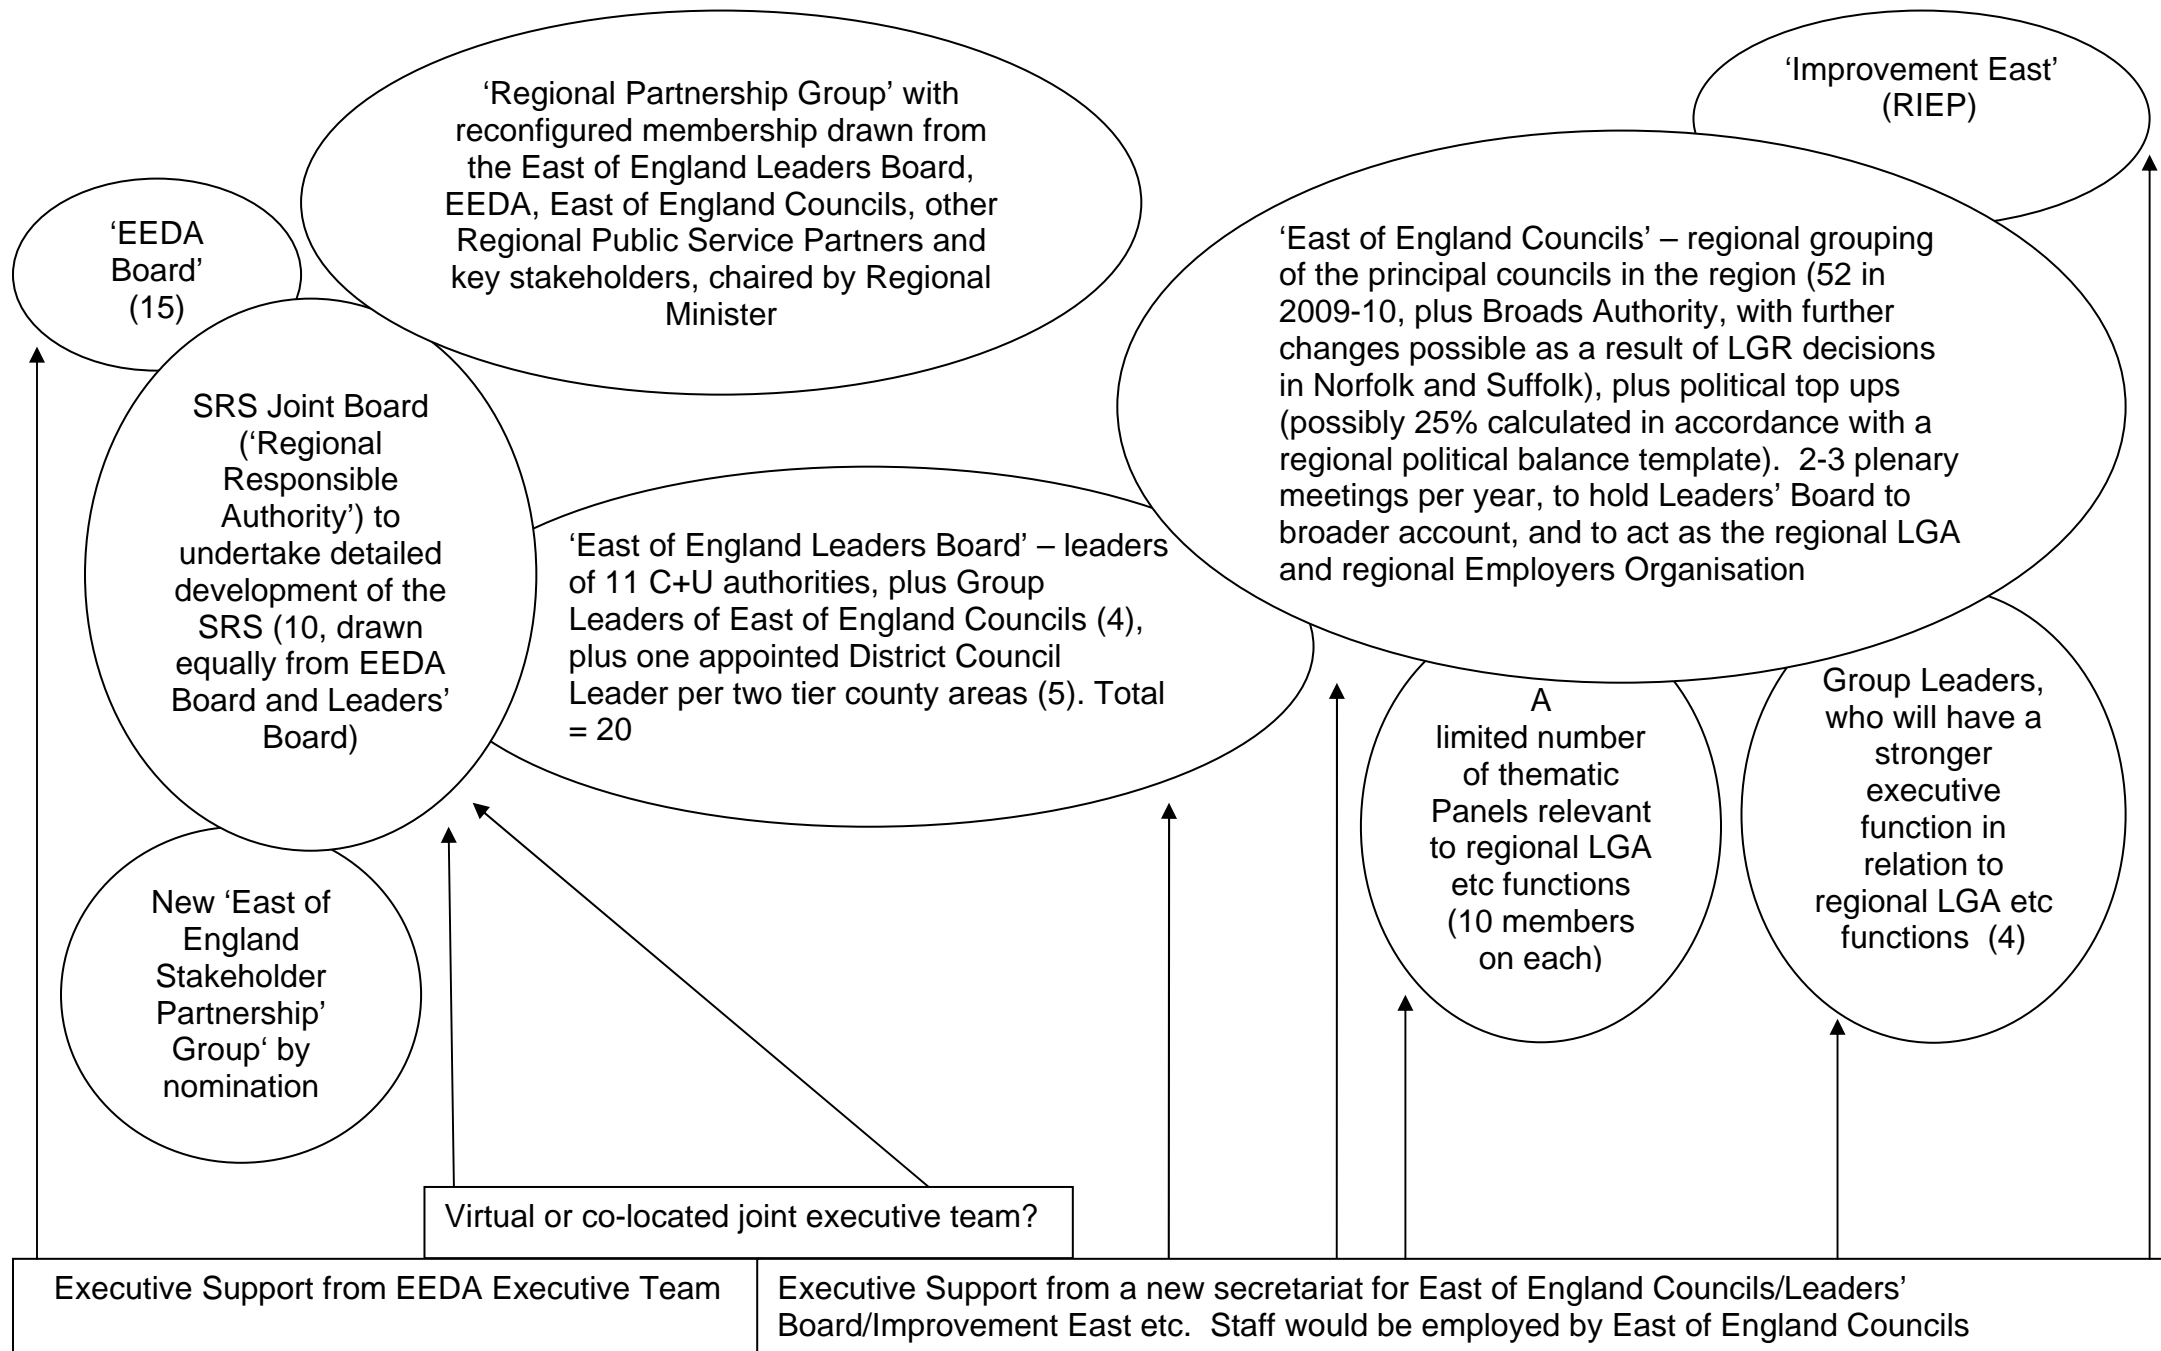 ‘Regional Partnership Group’ with
reconfigured membership drawn from
the East of England Leaders Board,
EEDA, East of England Councils, other
Regional Public Service Partners and
key stakeholders, chaired by Regional
Minister
‘Improvement East’
(RIEP)
‘EEDA
Board’
(15)
‘East of England Councils’ – regional grouping
of the principal councils in the region (52 in
2009-10, plus Broads Authority, with further
changes possible as a result of LGR decisions
in Norfolk and Suffolk), plus political top ups
(possibly 25% calculated in accordance with a
regional political balance template).  2-3 plenary
meetings per year, to hold Leaders’ Board to
broader account, and to act as the regional LGA
and regional Employers Organisation
SRS Joint Board
(‘Regional
Responsible
Authority’) to
undertake detailed
development of the
SRS (10, drawn
equally from EEDA
Board and Leaders’
Board)
‘East of England Leaders Board’ – leaders
of 11 C+U authorities, plus Group
Leaders of East of England Councils (4),
plus one appointed District Council
Leader per two tier county areas (5). Total
= 20
A
limited number
of thematic
Panels relevant
to regional LGA
etc functions
(10 members
on each)
Group Leaders,
who will have a
stronger
executive
function in
relation to
regional LGA etc
functions  (4)
New ‘East of
England
Stakeholder
Partnership’
Group‘ by
nomination
Virtual or co-located joint executive team?
Executive Support from EEDA Executive Team
Executive Support from a new secretariat for East of England Councils/Leaders’
Board/Improvement East etc.  Staff would be employed by East of England Councils